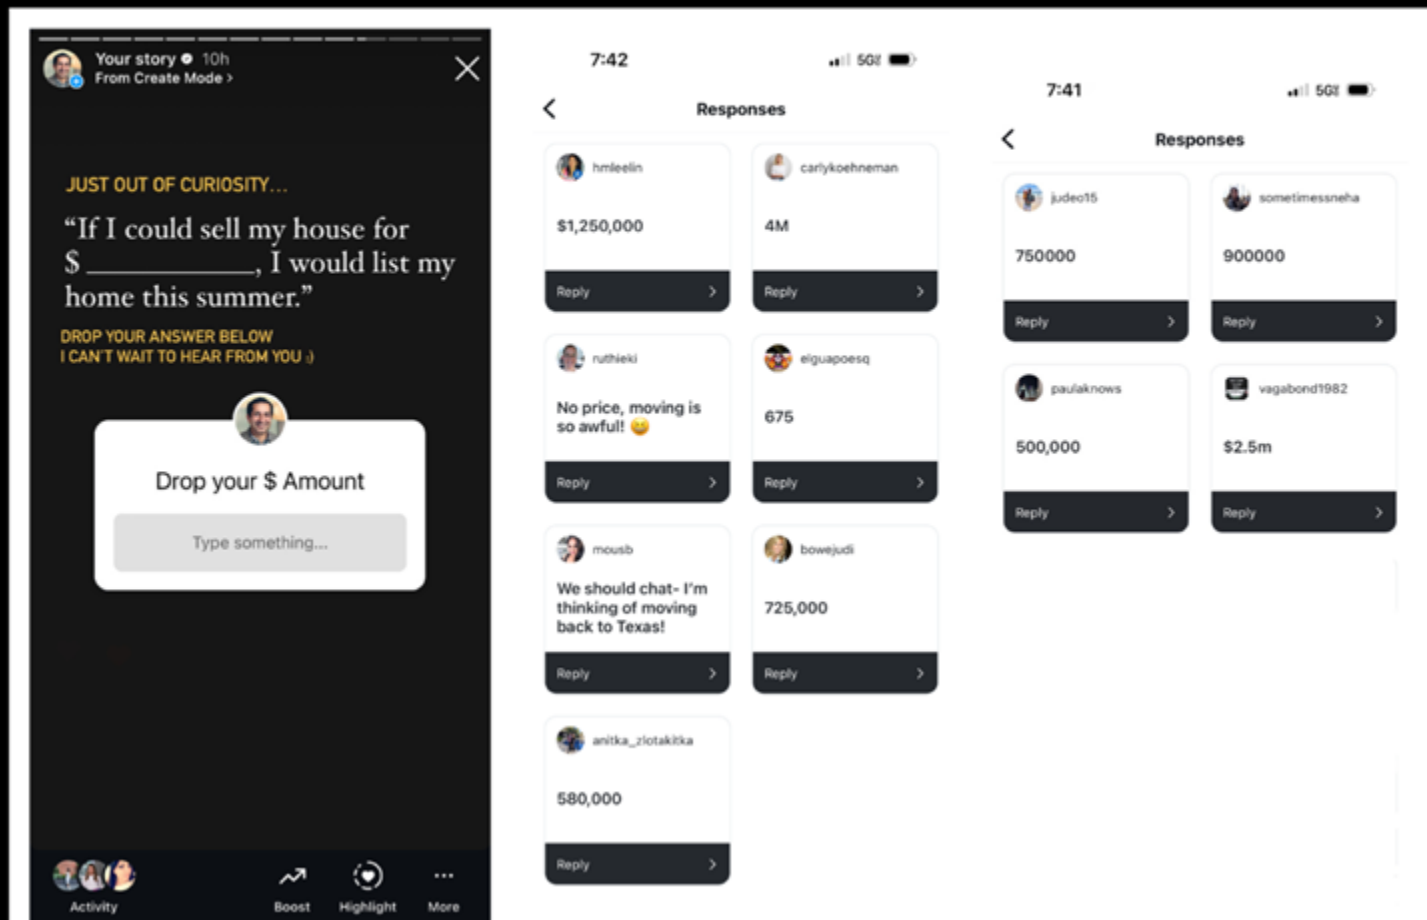 Your story 10h
From Create Mode >
JUST OUT OF CURIOSITY...
“If I could sell my house for
$ ____________, I would list my
home this summer.”
DROP YOUR ANSWER BELOW
I CAN'T WAIT TO HEAR FROM YOU :)
Drop your $ Amount
Type something...
Activity
Boost
Highlight
More
7:42
5G
Responses
hmleelin
$1,250,000
Reply
carlykoehneman
4M
Reply
ruthieki
No price, moving is
so awful! 😆
Reply
elguapoesq
675
Reply
mousb
We should chat- I'm
thinking of moving
back to Texas!
Reply
bowejudi
725,000
Reply
anitka_zlotakitka
580,000
Reply
7:41
5G
Responses
judeo15
750000
Reply
sometimessneha
900000
Reply
paulaknows
500,000
Reply
vagabond1982
$2.5m
Reply